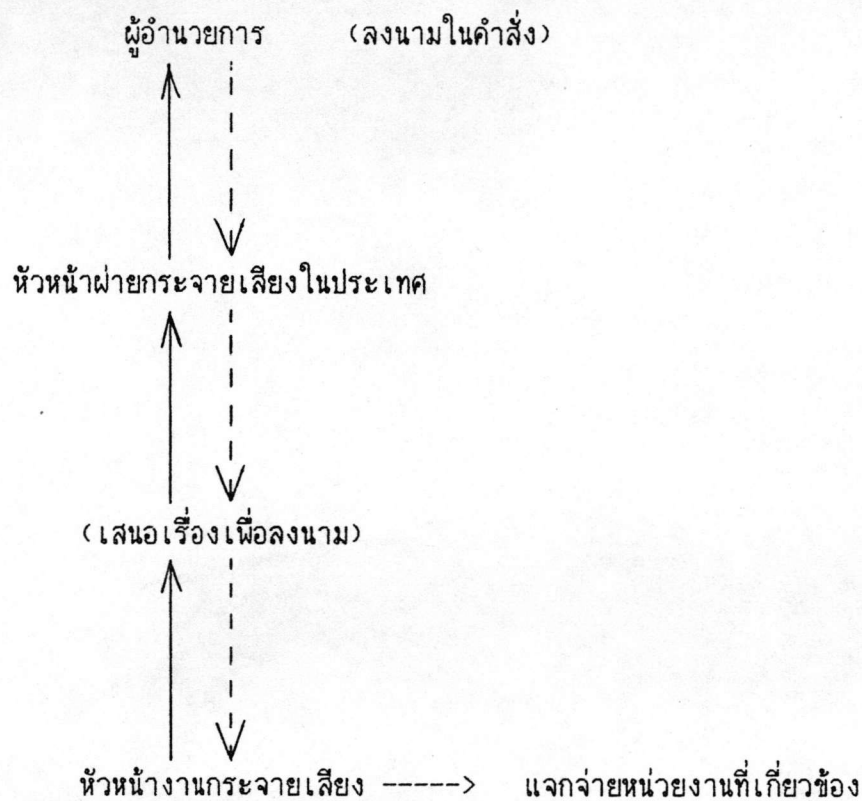 ผู้อำนวยการ (ลงนามในคำสั่ง)
หัวหน้าฝ่ายกระจายเสียงในประเทศ
(เสนอเรื่องเพื่อลงนาม)
หัวหน้างานกระจายเสียง -----> แจกจ่ายหน่วยงานที่เกี่ยวข้อง